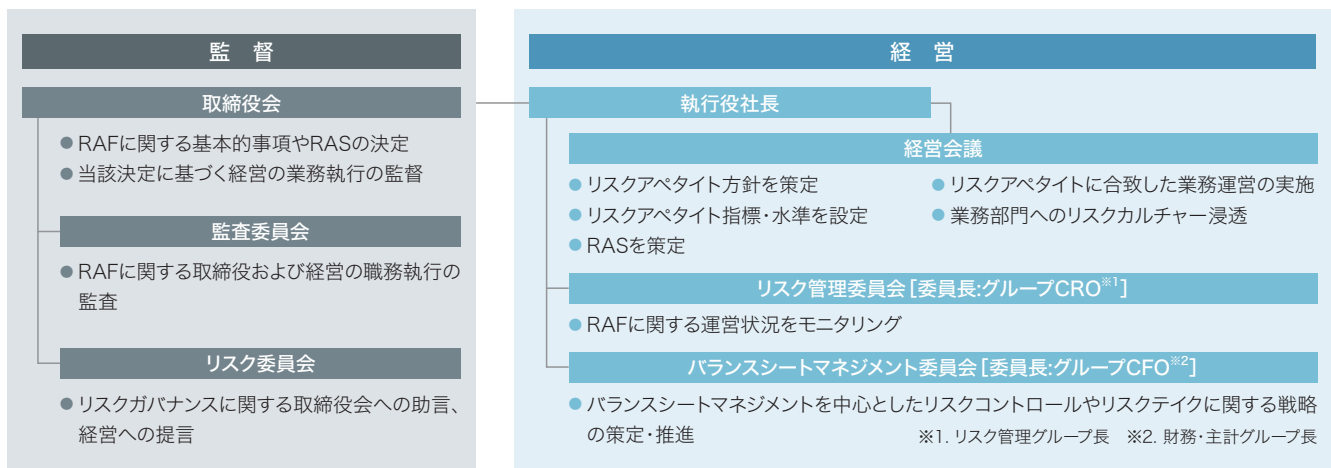 監 督
取締役会
● RAFに関する基本的事項やRASの決定
● 当該決定に基づく経営の業務執行の監督
監査委員会
● RAFに関する取締役および経営の職務執行の
監査
リスク委員会
● リスクガバナンスに関する取締役会への助言、
経営への提言
経 営
執行役社長
経営会議
● リスクアペタイト方針を策定
● リスクアペタイト指標・水準を設定
● RASを策定
● リスクアペタイトに合致した業務運営の実施
● 業務部門へのリスクカルチャー浸透
リスク管理委員会[委員長:グループCRO※1]
● RAFに関する運営状況をモニタリング
バランスシートマネジメント委員会[委員長:グループCFO※2]
● バランスシートマネジメントを中心としたリスクコントロールやリスクテイクに関する戦略
の策定・推進
※1. リスク管理グループ長 ※2. 財務・主計グループ長